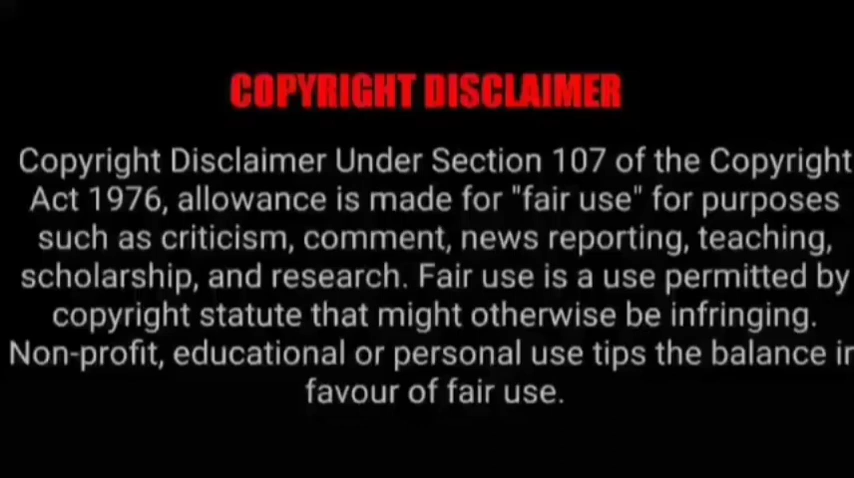 COPYRIGHT DISCLAIMER
Copyright Disclaimer Under Section 107 of the Copyright
Act 1976, allowance is made for "fair use" for purposes
such as criticism, comment, news reporting, teaching,
scholarship, and research. Fair use is a use permitted by
copyright statute that might otherwise be infringing.
Non-profit, educational or personal use tips the balance in
favour of fair use.